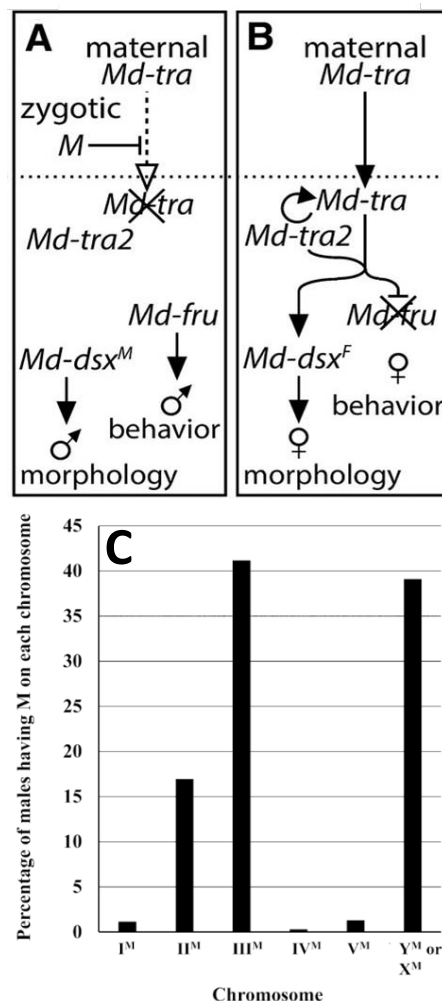 A
maternal
Md-tra
zygotic
M
Md-tra
Md-tra2
Md-fru
Md-dsxᴹ
♂
♂
behavior
morphology
B
maternal
Md-tra
Md-tra
Md-tra2
Md-fru
Md-dsxF
♀
behavior
♀
morphology
C
Percentage of males having M on each chromosome
45
40
35
30
25
20
15
10
5
0
Iᴹ IIᴹ IIIᴹ IVᴹ Vᴹ Yᴹ or
Xᴹ
Chromosome